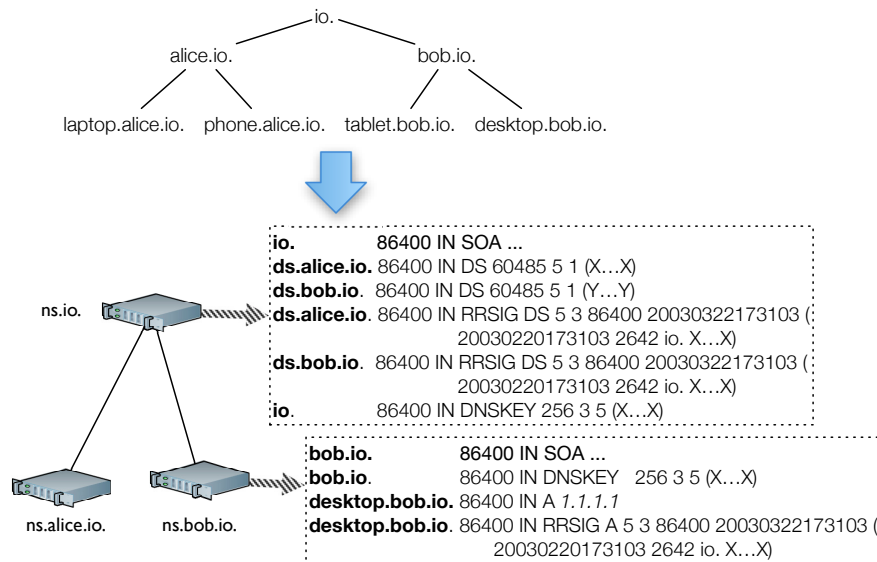 io.
alice.io. bob.io.
laptop.alice.io. phone.alice.io. tablet.bob.io. desktop.bob.io.
io. 86400 IN SOA ...
ds.alice.io. 86400 IN DS 60485 5 1 (X…X)
ds.bob.io. 86400 IN DS 60485 5 1 (Y…Y)
ds.alice.io. 86400 IN RRSIG DS 5 3 86400 20030322173103 (
20030220173103 2642 io. X…X)
ds.bob.io. 86400 IN RRSIG DS 5 3 86400 20030322173103 (
20030220173103 2642 io. X…X)
io. 86400 IN DNSKEY 256 3 5 (X…X)
ns.io.
bob.io. 86400 IN SOA ...
bob.io. 86400 IN DNSKEY 256 3 5 (X…X)
desktop.bob.io. 86400 IN A 1.1.1.1
desktop.bob.io. 86400 IN RRSIG A 5 3 86400 20030322173103 (
20030220173103 2642 io. X…X)
ns.alice.io. ns.bob.io.